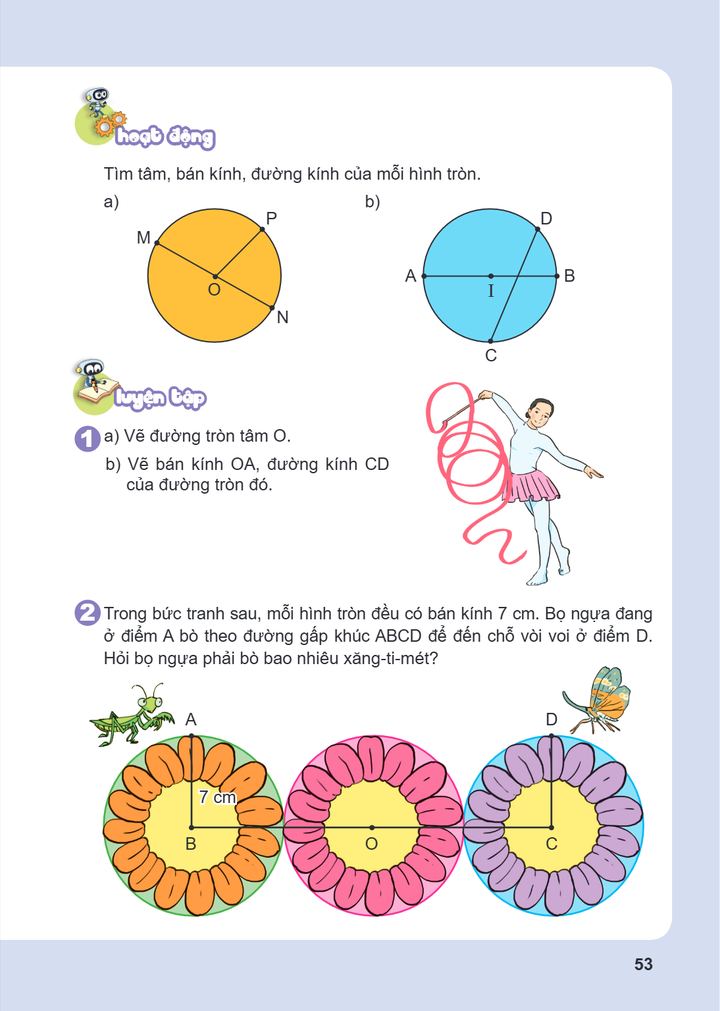 hoạt động
Tìm tâm, bán kính, đường kính của mỗi hình tròn.
a)
b)
M
P
O
N
A
D
I
B
C
luyện tập
1 a) Vẽ đường tròn tâm O.
b) Vẽ bán kính OA, đường kính CD
của đường tròn đó.
2 Trong bức tranh sau, mỗi hình tròn đều có bán kính 7 cm. Bọ ngựa đang
ở điểm A bò theo đường gấp khúc ABCD để đến chỗ vòi voi ở điểm D.
Hỏi bọ ngựa phải bò bao nhiêu xăng-ti-mét?
A
D
7 cm
B
O
C
53